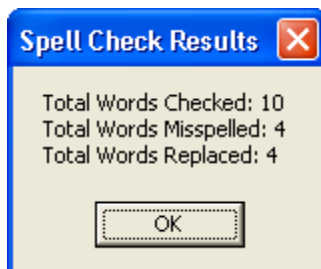 Spell Check Results
Total Words Checked: 10
Total Words Misspelled: 4
Total Words Replaced: 4
OK